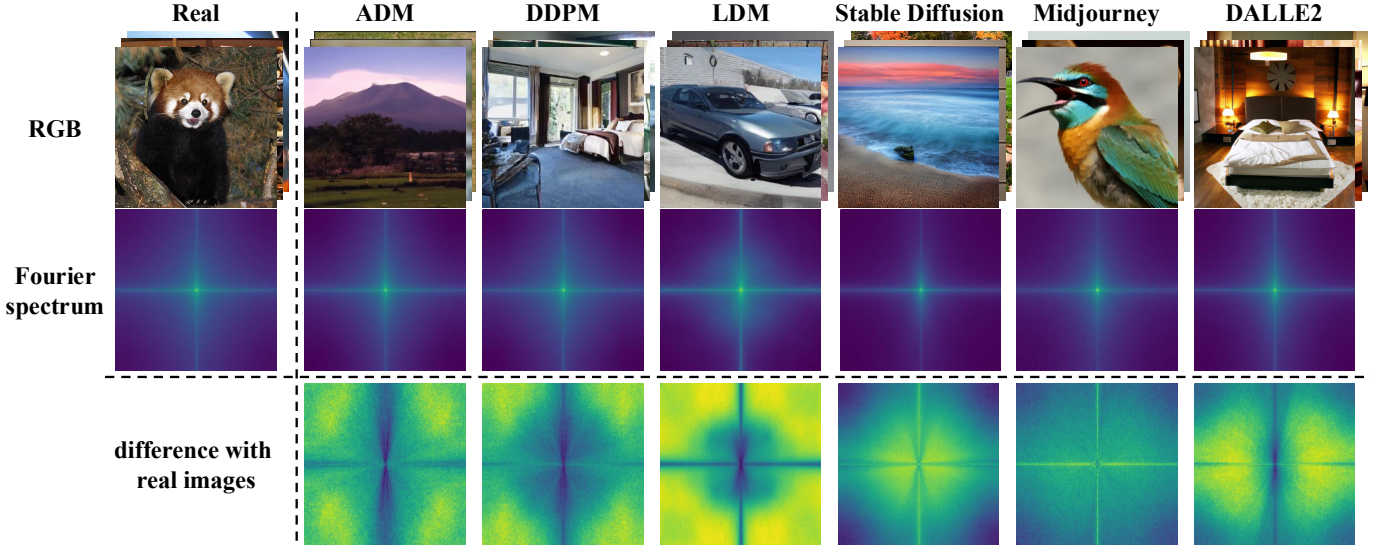 Real ADM DDPM LDM Stable Diffusion Midjourney DALLE2
RGB
Fourier
spectrum
difference with
real images